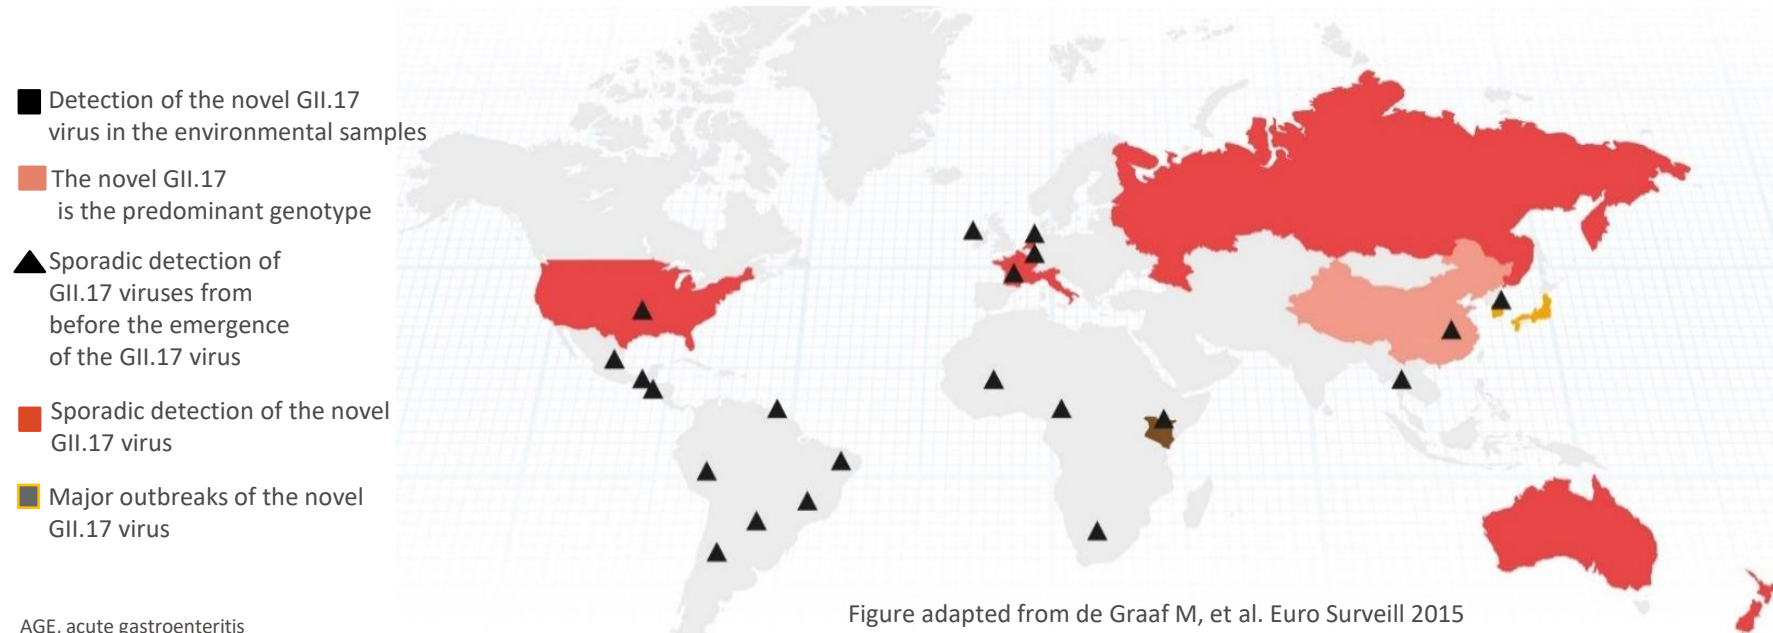 Detection of the novel GII.17
virus in the environmental samples
The novel GII.17
is the predominant genotype
Sporadic detection of
GII.17 viruses from
before the emergence
of the GII.17 virus
Sporadic detection of the novel
GII.17 virus
Major outbreaks of the novel
GII.17 virus
Figure adapted from de Graaf M, et al. Euro Surveill 2015
AGE, acute gastroenteritis